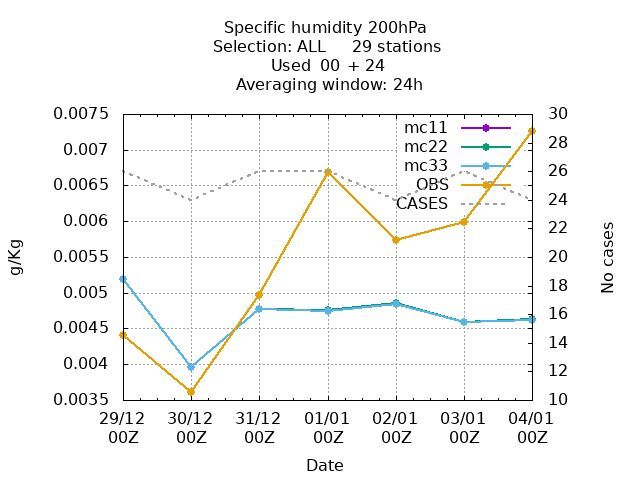 Specific humidity 200hPa
Selection: ALL 29 stations
Used 00 + 24
Averaging window: 24h
0.0075
0.007
0.0065
0.006
0.0055
0.005
0.0045
0.004
0.0035
g/Kg
30
28
26
24
22
20
18
16
14
12
10
No cases
mc11
mc22
mc33
OBS
CASES
29/12 30/12 31/12 01/01 02/01 03/01 04/01
00Z 00Z 00Z 00Z 00Z 00Z 00Z
Date